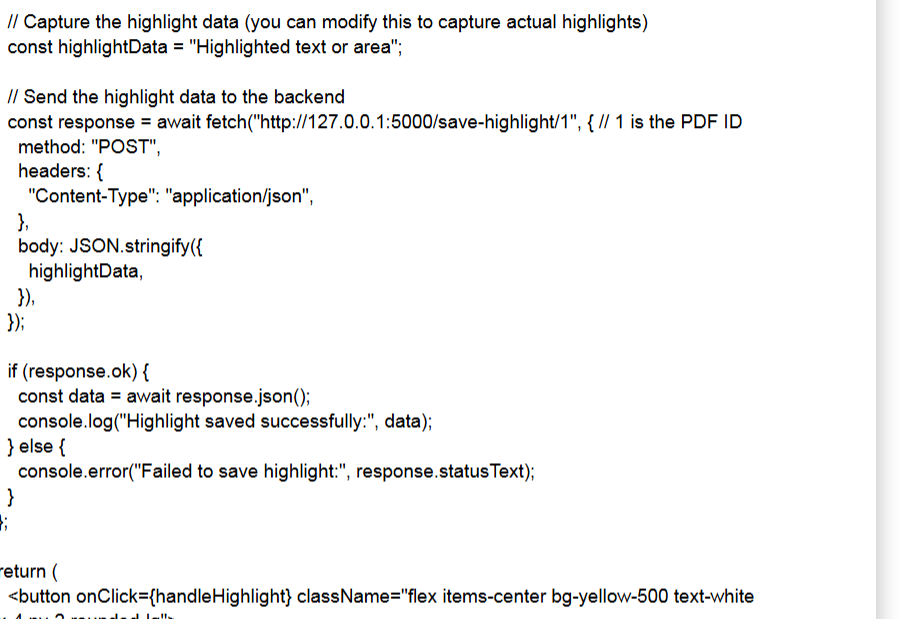 // Capture the highlight data (you can modify this to capture actual highlights)
const highlightData = "Highlighted text or area";
// Send the highlight data to the backend
const response = await fetch("http://127.0.0.1:5000/save-highlight/1", { // 1 is the PDF ID
method: "POST",
headers: {
"Content-Type": "application/json",
},
body: JSON.stringify({
highlightData,
}),
});
if (response.ok) {
const data = await response.json();
console.log("Highlight saved successfully:", data);
} else {
console.error("Failed to save highlight:", response.statusText);
}
};
return (
<button onClick={handleHighlight} className="flex items-center bg-yellow-500 text-white